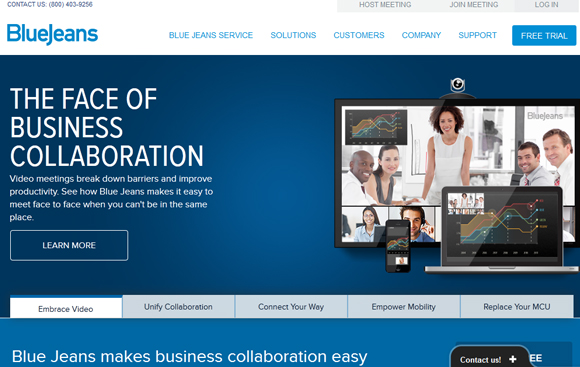 CONTACT US: (800) 403-9256
HOST MEETING
JOIN MEETING
LOG IN
BlueJeans
BLUE JEANS SERVICE
SOLUTIONS
CUSTOMERS
COMPANY
SUPPORT
FREE TRIAL
THE FACE OF
BUSINESS
COLLABORATION
Video meetings break down barriers and improve
productivity. See how Blue Jeans makes it easy to
meet face to face when you can't be in the same
place.
LEARN MORE
BlueJeans
Embrace Video
Unify Collaboration
Connect Your Way
Empower Mobility
Replace Your MCU
Blue Jeans makes business collaboration easy
Contact us! +